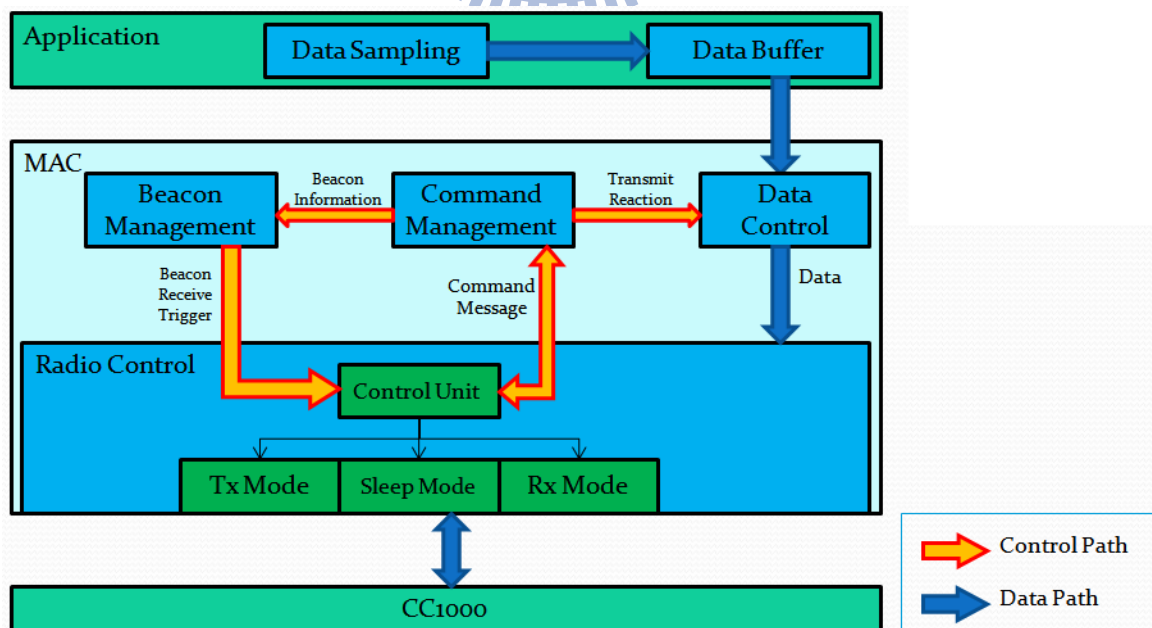 Application
Data Sampling
Data Buffer
MAC
Beacon
Management
Beacon
Information
Command
Management
Transmit
Reaction
Data
Control
Beacon
Receive
Trigger
Command
Message
Data
Radio Control
Control Unit
Tx Mode
Sleep Mode
Rx Mode
CC1000
Control Path
Data Path